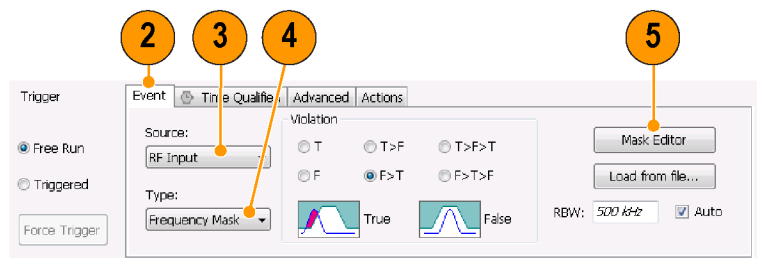 2 3 4 5
Trigger
Event Time Qualified Advanced Actions
Free Run
Triggered
Force Trigger
Source:
RF Input
Type:
Frequency Mask
Violation
T T>F T>F>T
F F>T F>T>F
True False
Mask Editor
Load from file...
RBW: 500 kHz Auto